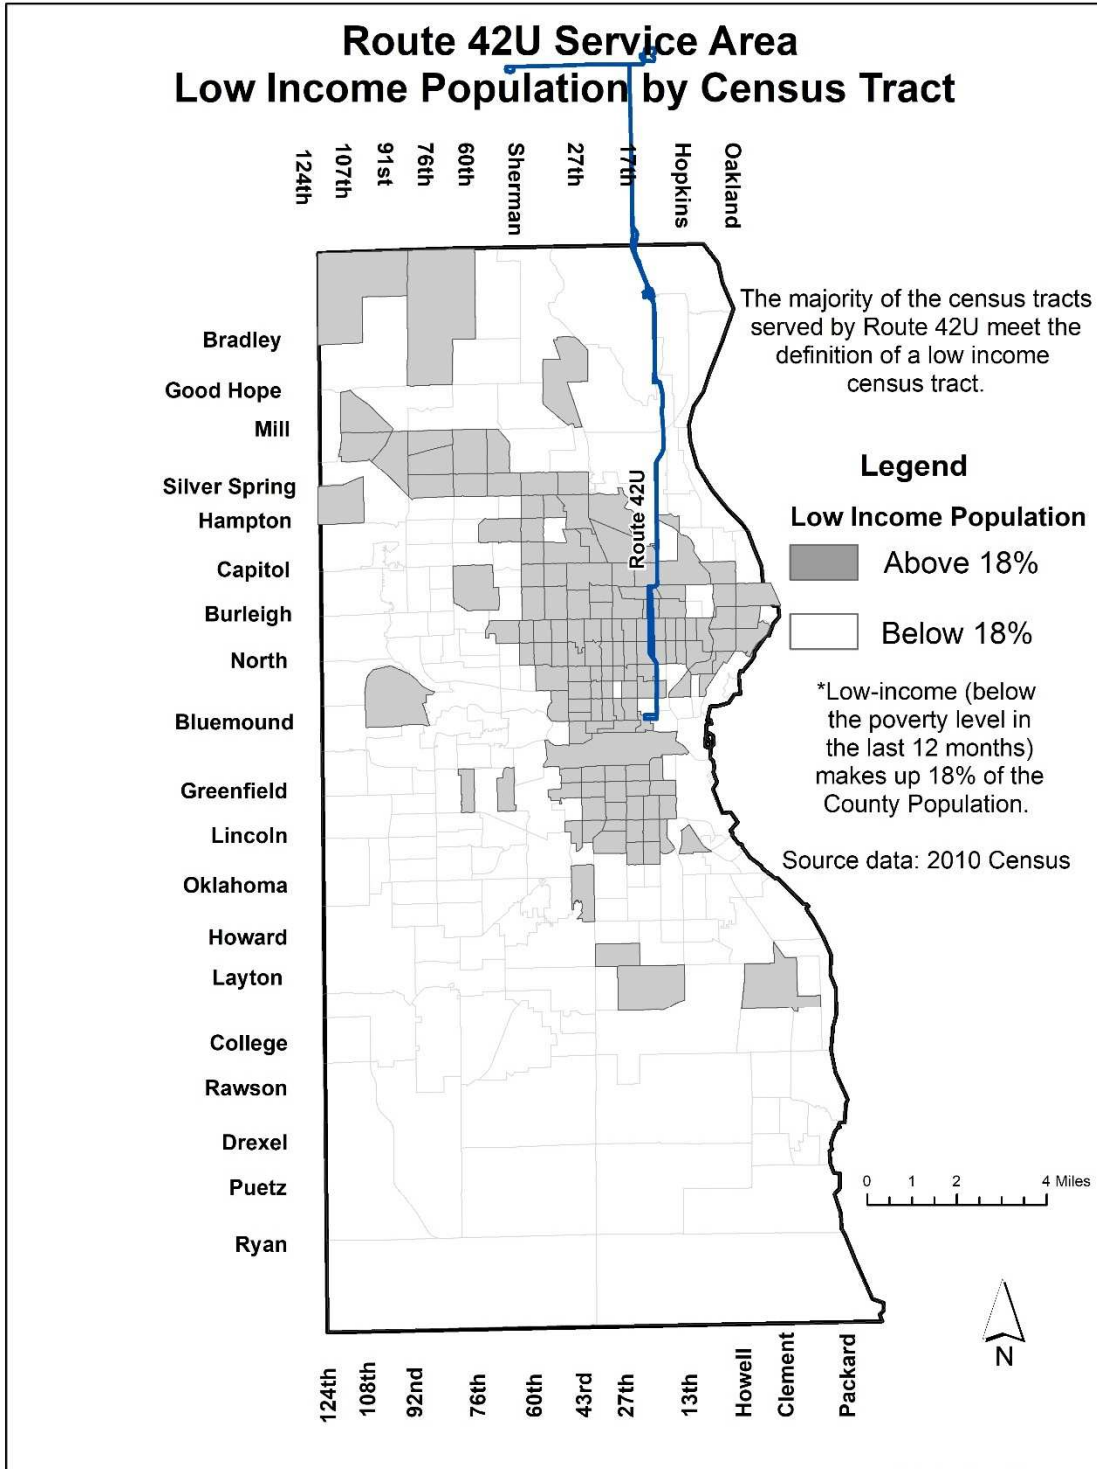 Route 42U Service Area
Low Income Population by Census Tract
124th
107th
91st
76th
60th
Sherman
27th
17th
Hopkins
Oakland
The majority of the census tracts
served by Route 42U meet the
definition of a low income
census tract.
Bradley
Good Hope
Mill
Silver Spring
Hampton
Capitol
Burleigh
North
Bluemound
Greenfield
Lincoln
Oklahoma
Howard
Layton
College
Rawson
Drexel
Puetz
Ryan
Route 42U
Legend
Low Income Population
Above 18%
Below 18%
*Low-income (below
the poverty level in
the last 12 months)
makes up 18% of the
County Population.
Source data: 2010 Census
0 1 2 4 Miles
N
124th
108th
92nd
76th
60th
43rd
27th
13th
Howell
Clement
Packard